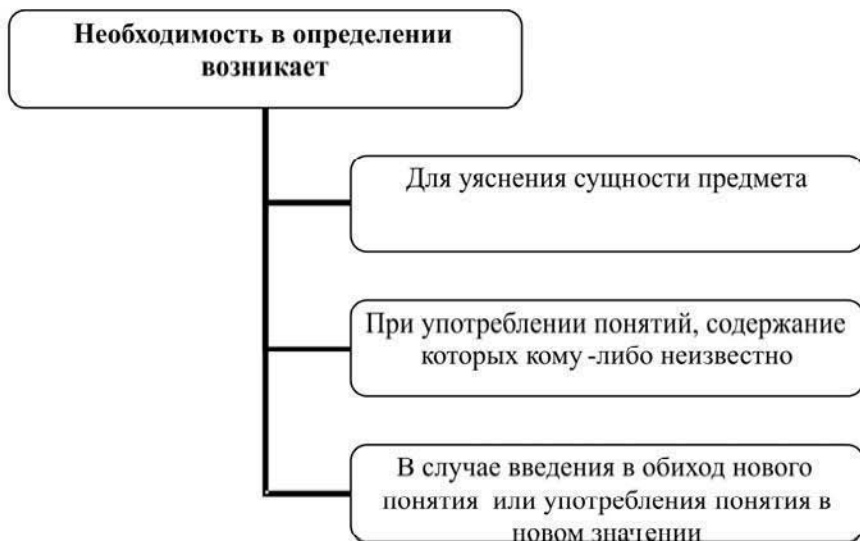 Необходимость в определении
возникает
Для уяснения сущности предмета
При употреблении понятий, содержание
которых кому -либо неизвестно
В случае введения в обиход нового
понятия или употребления понятия в
новом значении